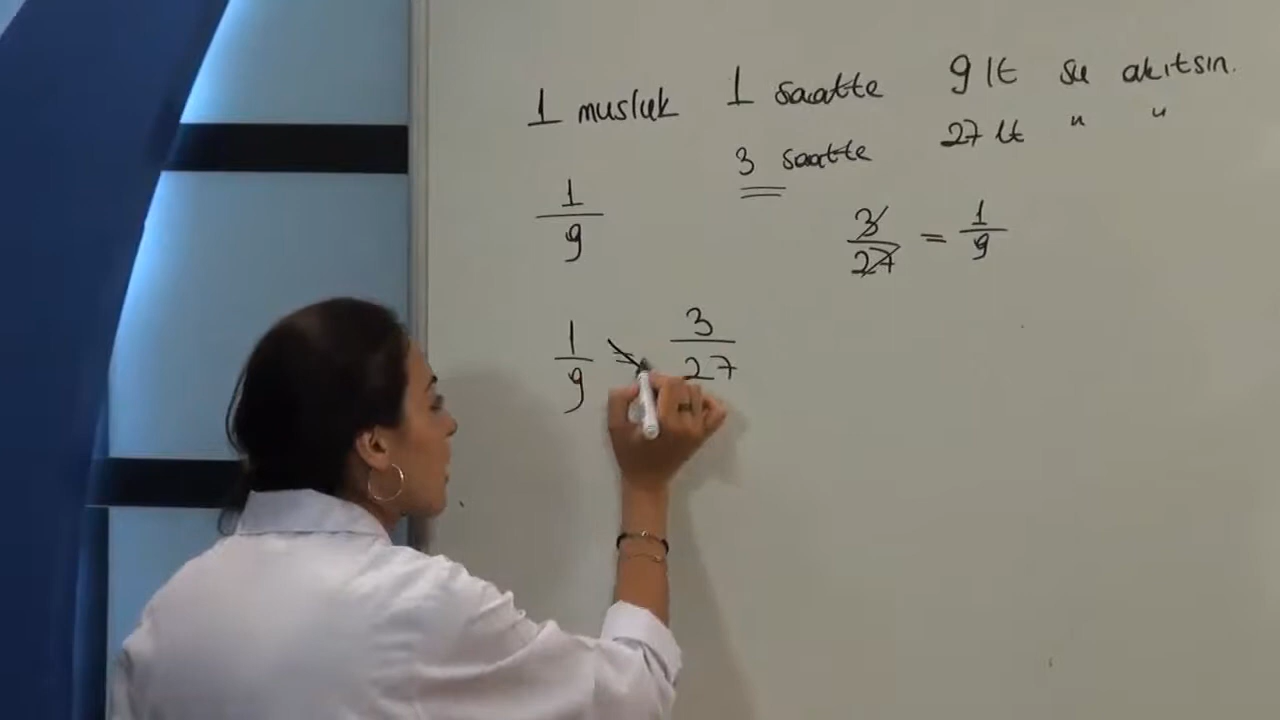 1 musluk 1 saatte 9 lt su akıtsın.
3 saatte 27 lt " "
1/9
3/27 = 1/9
1/9 = 3/27